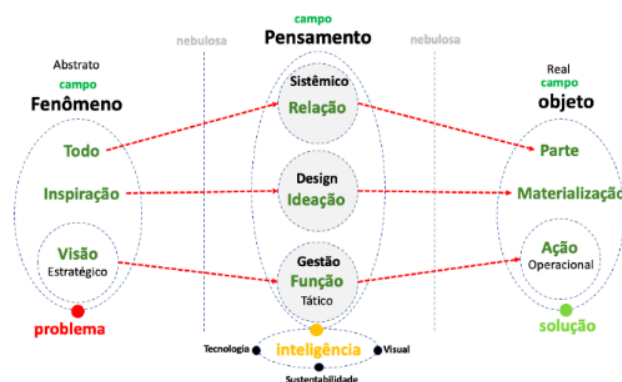 campo
Pensamento
nebulosa
nebulosa
Abstrato
campo
Fenômeno
Real
campo
objeto
Sistêmico
Relação
Todo
Parte
Design
Ideação
Inspiração
Materialização
Gestão
Função
Tático
Visão
Estratégico
Ação
Operacional
problema
solução
inteligência
Tecnologia
Visual
Sustentabilidade